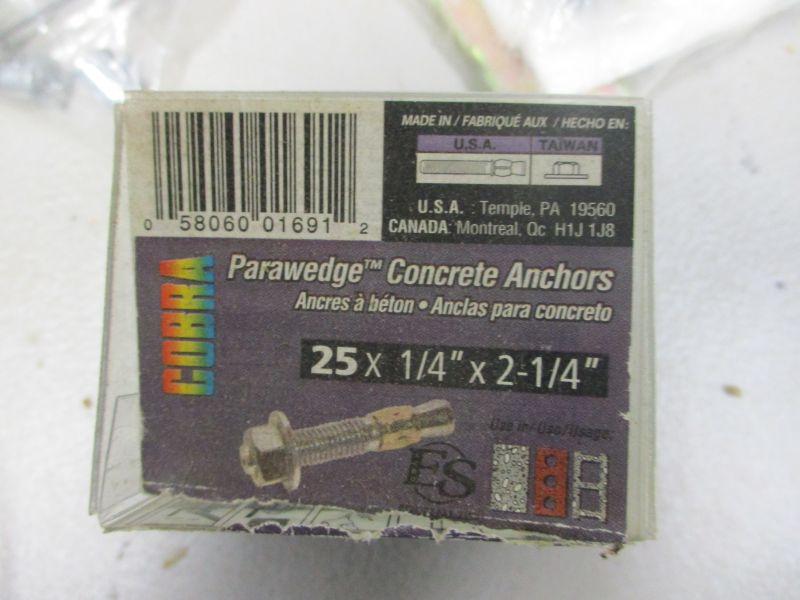 MADE IN / FABRIQUÉ AUX / HECHO EN:
U.S.A. TAIWAN
0 58060 01691 2
U.S.A. : Temple, PA 19560
CANADA: Montreal, Qc H1J 1J8
COBRA
Parawedge™ Concrete Anchors
Ancres à béton • Anclas para concreto
25 x 1/4" x 2-1/4"
Use in/Uso/Usage:
ES